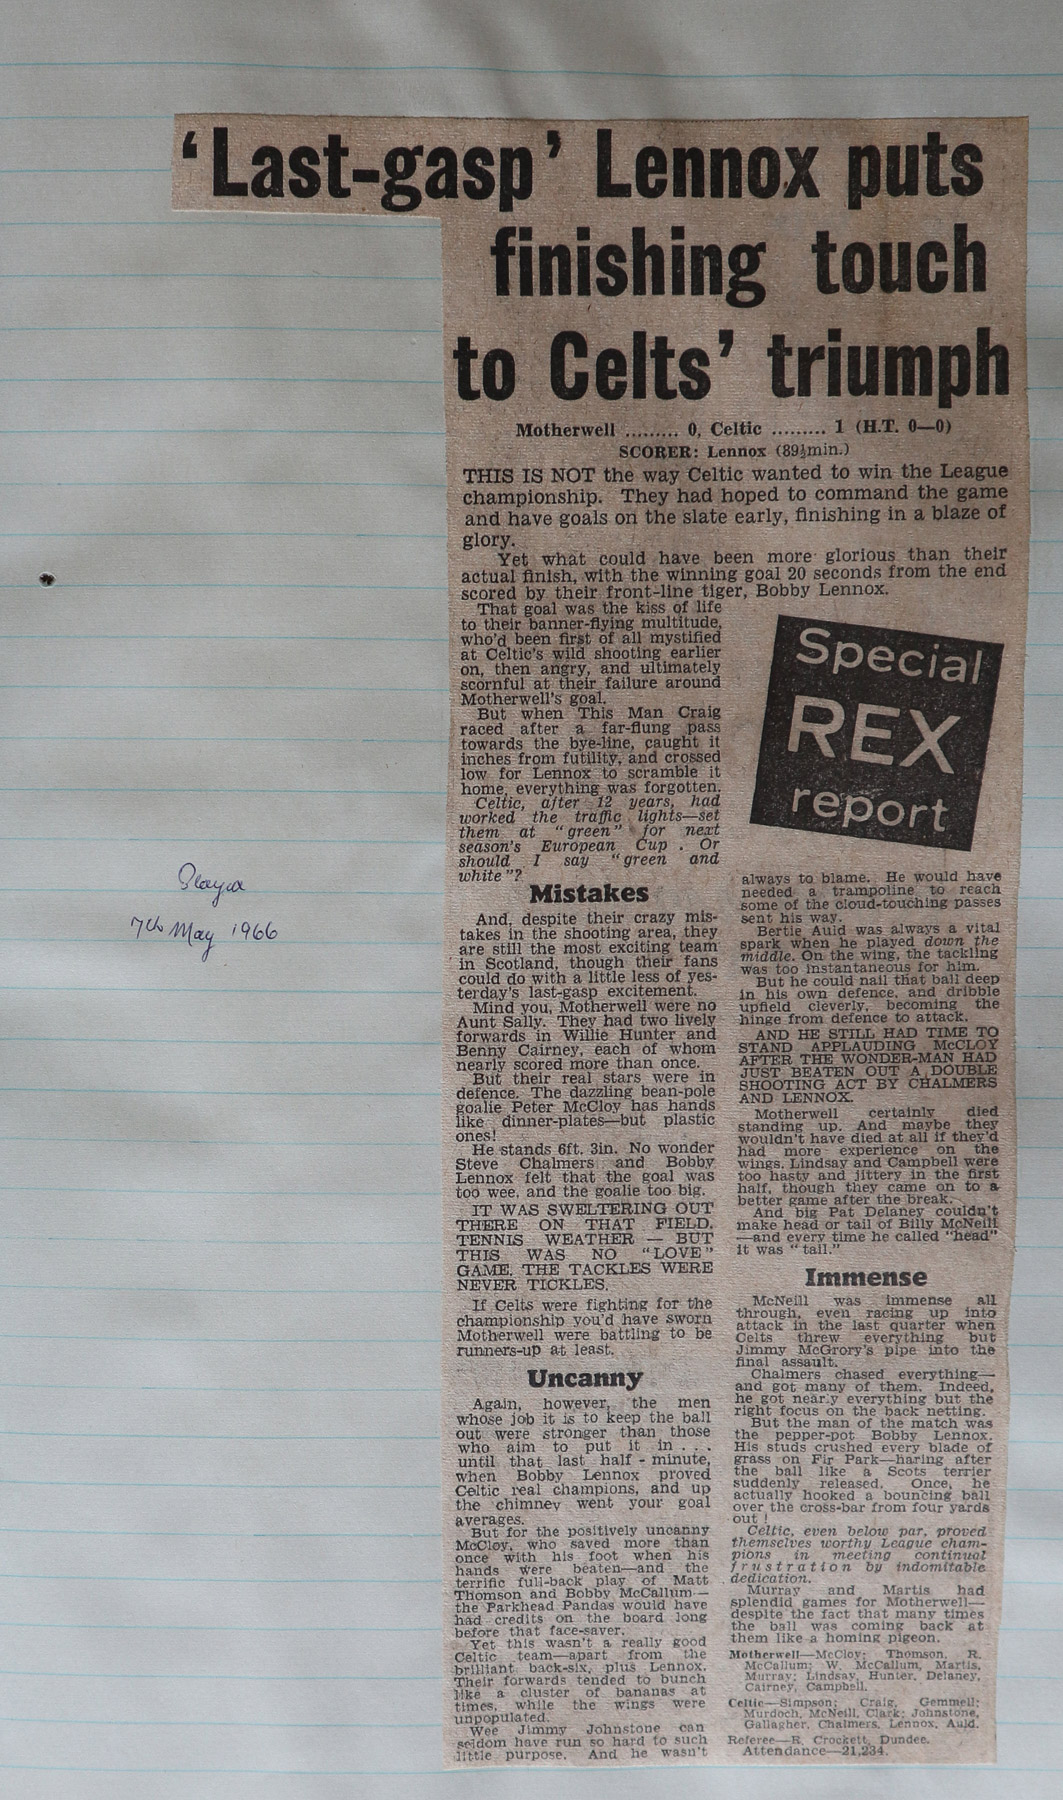 ‘Last-gasp’ Lennox puts
finishing touch
to Celts’ triumph
Motherwell ......... 0, Celtic ......... 1 (H.T. 0—0)
SCORER: Lennox (89½min.)
THIS IS NOT the way Celtic wanted to win the League
championship. They had hoped to command the game
and have goals on the slate early, finishing in a blaze of
glory.
Yet what could have been more glorious than their
actual finish, with the winning goal 20 seconds from the end
scored by their front-line tiger, Bobby Lennox.
That goal was the kiss of life
to their banner-flying multitude,
who'd been first of all mystified
at Celtic's wild shooting earlier
on, then angry, and ultimately
scornful at their failure around
Motherwell's goal.
But when This Man Craig
raced after a far-flung pass
towards the bye-line, caught it
inches from futility, and crossed
low for Lennox to scramble it
home, everything was forgotten.
Celtic, after 12 years, had
worked the traffic lights—set
them at “green” for next
season's European Cup . Or
should I say “green and
white”?
Mistakes
And, despite their crazy mis-
takes in the shooting area, they
are still the most exciting team
in Scotland, though their fans
could do with a little less of yes-
terday's last-gasp excitement.
Mind you, Motherwell were no
Aunt Sally. They had two lively
forwards in Willie Hunter and
Benny Cairney, each of whom
nearly scored more than once.
But their real stars were in
defence. The dazzling bean-pole
goalie Peter McCloy has hands
like dinner-plates—but plastic
ones!
He stands 6ft. 3in. No wonder
Steve Chalmers and Bobby
Lennox felt that the goal was
too wee, and the goalie too big.
IT WAS SWELTERING OUT
THERE ON THAT FIELD.
TENNIS WEATHER — BUT
THIS WAS NO “LOVE”
GAME. THE TACKLES WERE
NEVER TICKLES.
If Celts were fighting for the
championship you'd have sworn
Motherwell were battling to be
runners-up at least.
Uncanny
Again, however, the men
whose job it is to keep the ball
out were stronger than those
who aim to put it in . . .
until that last half - minute,
when Bobby Lennox proved
Celtic real champions, and up
the chimney went your goal
averages.
But for the positively uncanny
McCloy, who saved more than
once with his foot when his
hands were beaten—and the
terrific full-back play of Matt
Thomson and Bobby McCallum—
the Parkhead Pandas would have
had credits on the board long
before that face-saver.
Yet this wasn't a really good
Celtic team—apart from the
brilliant back-six, plus Lennox.
Their forwards tended to bunch
like a cluster of bananas at
times, while the wings were
unpopulated.
Wee Jimmy Johnstone can
seldom have run so hard to such
little purpose. And he wasn't
Special
REX
report
always to blame. He would have
needed a trampoline to reach
some of the cloud-touching passes
sent his way.
Bertie Auld was always a vital
spark when he played down the
middle. On the wing, the tackling
was too instantaneous for him.
But he could nail that ball deep
in his own defence, and dribble
upfield cleverly, becoming the
hinge from defence to attack.
AND HE STILL HAD TIME TO
STAND APPLAUDING McCLOY
AFTER THE WONDER-MAN HAD
JUST BEATEN OUT A DOUBLE
SHOOTING ACT BY CHALMERS
AND LENNOX.
Motherwell certainly died
standing up. And maybe they
wouldn't have died at all if they'd
had more experience on the
wings. Lindsay and Campbell were
too hasty and jittery in the first
half, though they came on to a
better game after the break.
And big Pat Delaney couldn't
make head or tail of Billy McNeill
—and every time he called “head”
it was “tail.”
Immense
McNeill was immense all
through, even racing up into
attack in the last quarter when
Celts threw everything but
Jimmy McGrory's pipe into the
final assault.
Chalmers chased everything—
and got many of them. Indeed,
he got nearly everything but the
right focus on the back netting.
But the man of the match was
the pepper-pot Bobby Lennox.
His studs crushed every blade of
grass on Fir Park—haring after
the ball like a Scots terrier
suddenly released. Once, he
actually hooked a bouncing ball
over the cross-bar from four yards
out !
Celtic, even below par, proved
themselves worthy League cham-
pions in meeting continual
frustration by indomitable
dedication.
Murray and Martis had
splendid games for Motherwell—
despite the fact that many times
the ball was coming back at
them like a homing pigeon.
Motherwell—McCloy; Thomson, R.
McCallum; W. McCallum, Martis,
Murray; Lindsay, Hunter, Delaney,
Cairney, Campbell.
Celtic—Simpson; Craig, Gemmell;
Murdoch, McNeill, Clark; Johnstone,
Gallagher, Chalmers, Lennox, Auld.
Referee—R. Crockett, Dundee.
Attendance—21,234.
Played
7th May 1966